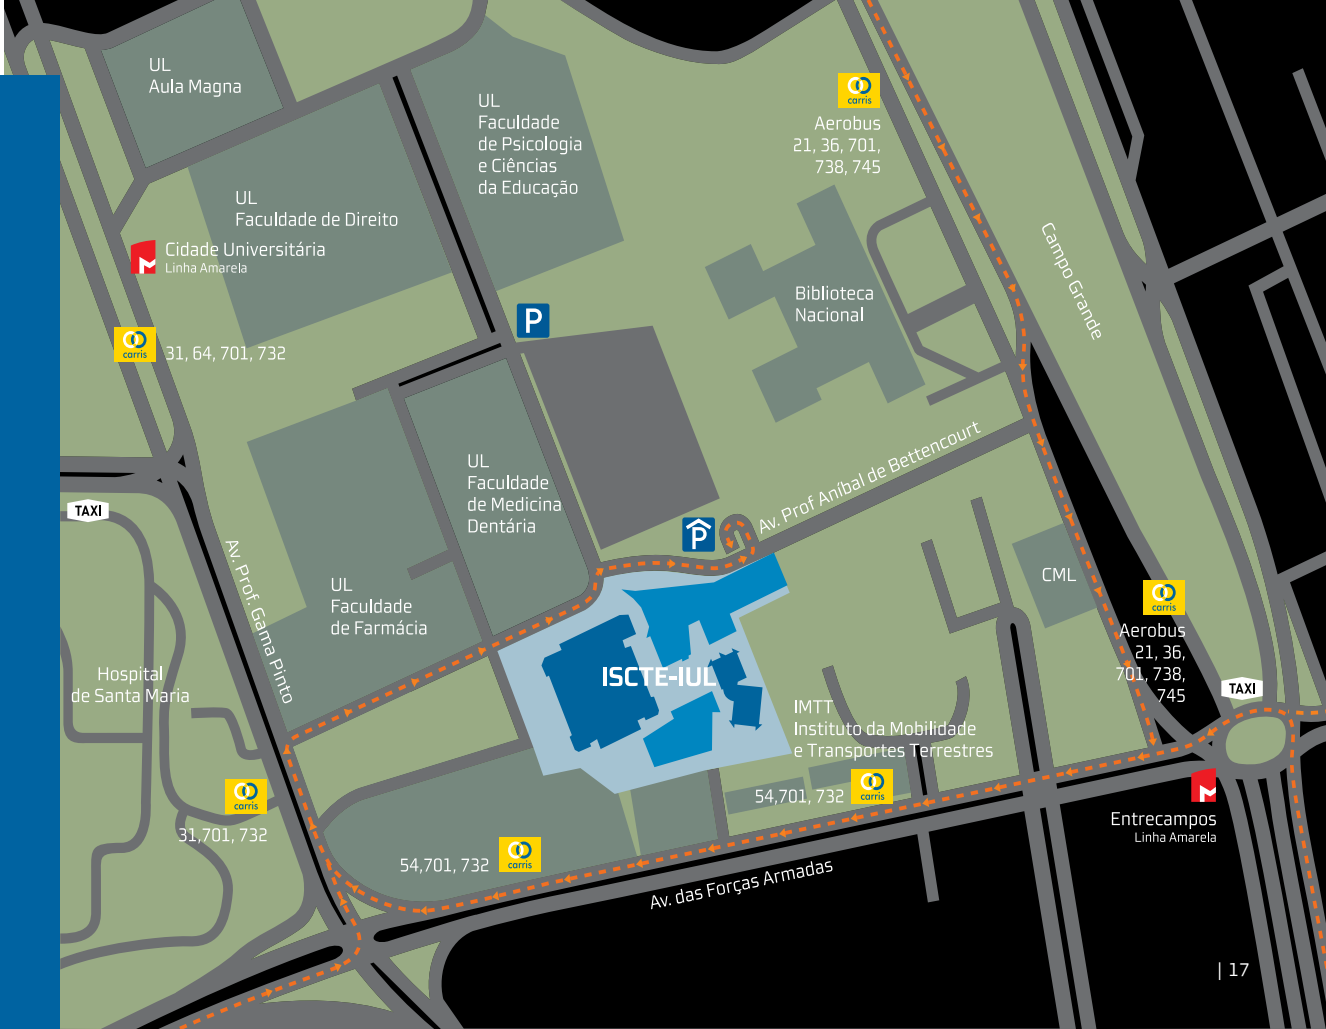 UL
Aula Magna
UL
Faculdade
de Psicologia
e Ciências
da Educação
carris
Aerobus
21, 36, 701,
738, 745
UL
Faculdade de Direito
Cidade Universitária
Linha Amarela
Campo Grande
Biblioteca
Nacional
P
carris
31, 64, 701, 732
Av. Prof Aníbal de Bettencourt
UL
Faculdade
de Medicina
Dentária
TAXI
P
Av. Prof. Gama Pinto
UL
Faculdade
de Farmácia
CML
carris
Aerobus
21, 36,
701, 738,
745
Hospital
de Santa Maria
ISCTE-IUL
TAXI
IMTT
Instituto da Mobilidade
e Transportes Terrestres
54,701, 732
carris
carris
31,701, 732
Entrecampos
Linha Amarela
54,701, 732
carris
Av. das Forças Armadas
| 17